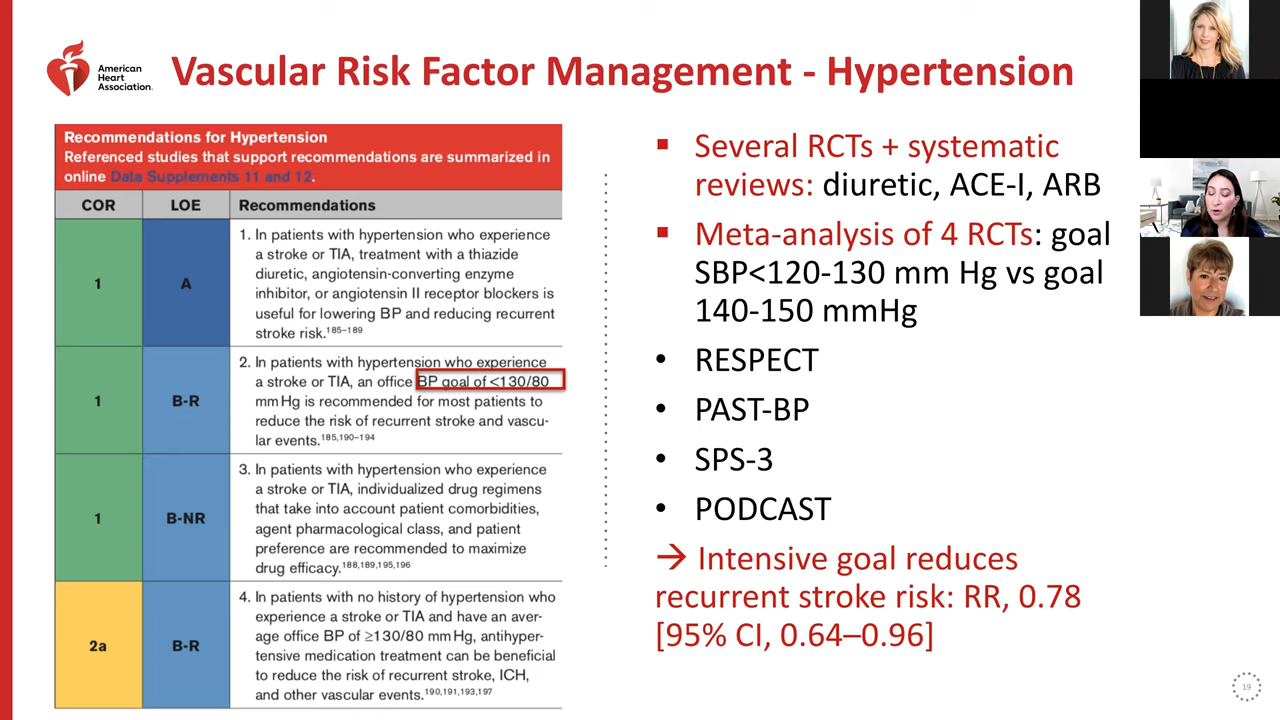 American
Heart
Association.
Vascular Risk Factor Management - Hypertension
Recommendations for Hypertension
Referenced studies that support recommendations are summarized in
online Data Supplements 11 and 12.
COR LOE Recommendations
1 A
1. In patients with hypertension who experience
a stroke or TIA, treatment with a thiazide
diuretic, angiotensin-converting enzyme
inhibitor, or angiotensin II receptor blockers is
useful for lowering BP and reducing recurrent
stroke risk.185–189
1 B-R
2. In patients with hypertension who experience
a stroke or TIA, an office BP goal of <130/80
mm Hg is recommended for most patients to
reduce the risk of recurrent stroke and vascu-
lar events.185,190–194
1 B-NR
3. In patients with hypertension who experience
a stroke or TIA, individualized drug regimens
that take into account patient comorbidities,
agent pharmacological class, and patient
preference are recommended to maximize
drug efficacy.188,189,195,196
2a B-R
4. In patients with no history of hypertension who
experience a stroke or TIA and have an aver-
age office BP of ≥130/80 mm Hg, antihyper-
tensive medication treatment can be beneficial
to reduce the risk of recurrent stroke, ICH,
and other vascular events.190,191,193,197
▪ Several RCTs + systematic
reviews: diuretic, ACE-I, ARB
▪ Meta-analysis of 4 RCTs: goal
SBP<120-130 mm Hg vs goal
140-150 mmHg
• RESPECT
• PAST-BP
• SPS-3
• PODCAST
→ Intensive goal reduces
recurrent stroke risk: RR, 0.78
[95% CI, 0.64–0.96]
19